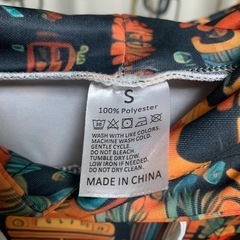 S
100% Polyester
WASH WITH LIKE COLORS.
MACHINE WASH COLD.
GENTLE CYCLE.
DO NOT BLEACH.
TUMBLE DRY LOW.
LOW IRON IF NEEDED.
DO NOT DRY CLEAN.
MADE IN CHINA